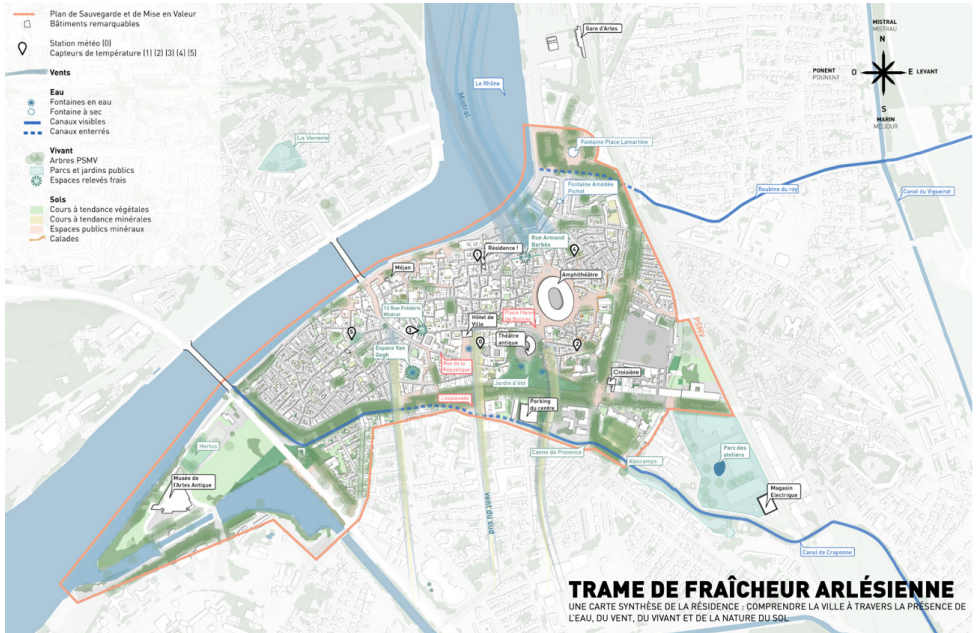 Plan de Sauvegarde et de Mise en Valeur
Bâtiments remarquables
Station météo (0)
Capteurs de température (1) (2) (3) (4) (5)
Vents
Eau
Fontaines en eau
Fontaine à sec
Canaux visibles
Canaux enterrés
Vivant
Arbres PSMV
Parcs et jardins publics
Espaces relevés frais
Sols
Cours à tendance végétales
Cours à tendance minérales
Espaces publics minéraux
Calades
Gare d'Arles
MISTRAL
MISTRAU
N
PONENT
POUNENT
O
E
LEVANT
S
MARIN
MIEJOUR
Le Rhône
Mistral
La Verrerie
Fontaine Place Lamartine
Fontaine Amédée
Pichot
Roubine du roy
Canal du Vigueirat
Rue Armand
Barbès
Résidence !
Méjan
Amphithéâtre
12 Rue Frédéric
Mistral
Hôtel de
Ville
Théâtre
antique
Espace Van
Gogh
Rue de la
République
PSMV
Croisière
Jardin d'été
L'esplanade
Parking
du centre
Canne de Provence
Alyscamps
Parc des
ateliers
Hortus
Musée de
l'Arles Antique
Magasin
Electrique
vent du sud
Canal de Craponne
TRAME DE FRAÎCHEUR ARLÉSIENNE
UNE CARTE SYNTHÈSE DE LA RÉSIDENCE : COMPRENDRE LA VILLE À TRAVERS LA PRÉSENCE DE
L'EAU, DU VENT, DU VIVANT ET DE LA NATURE DU SOL